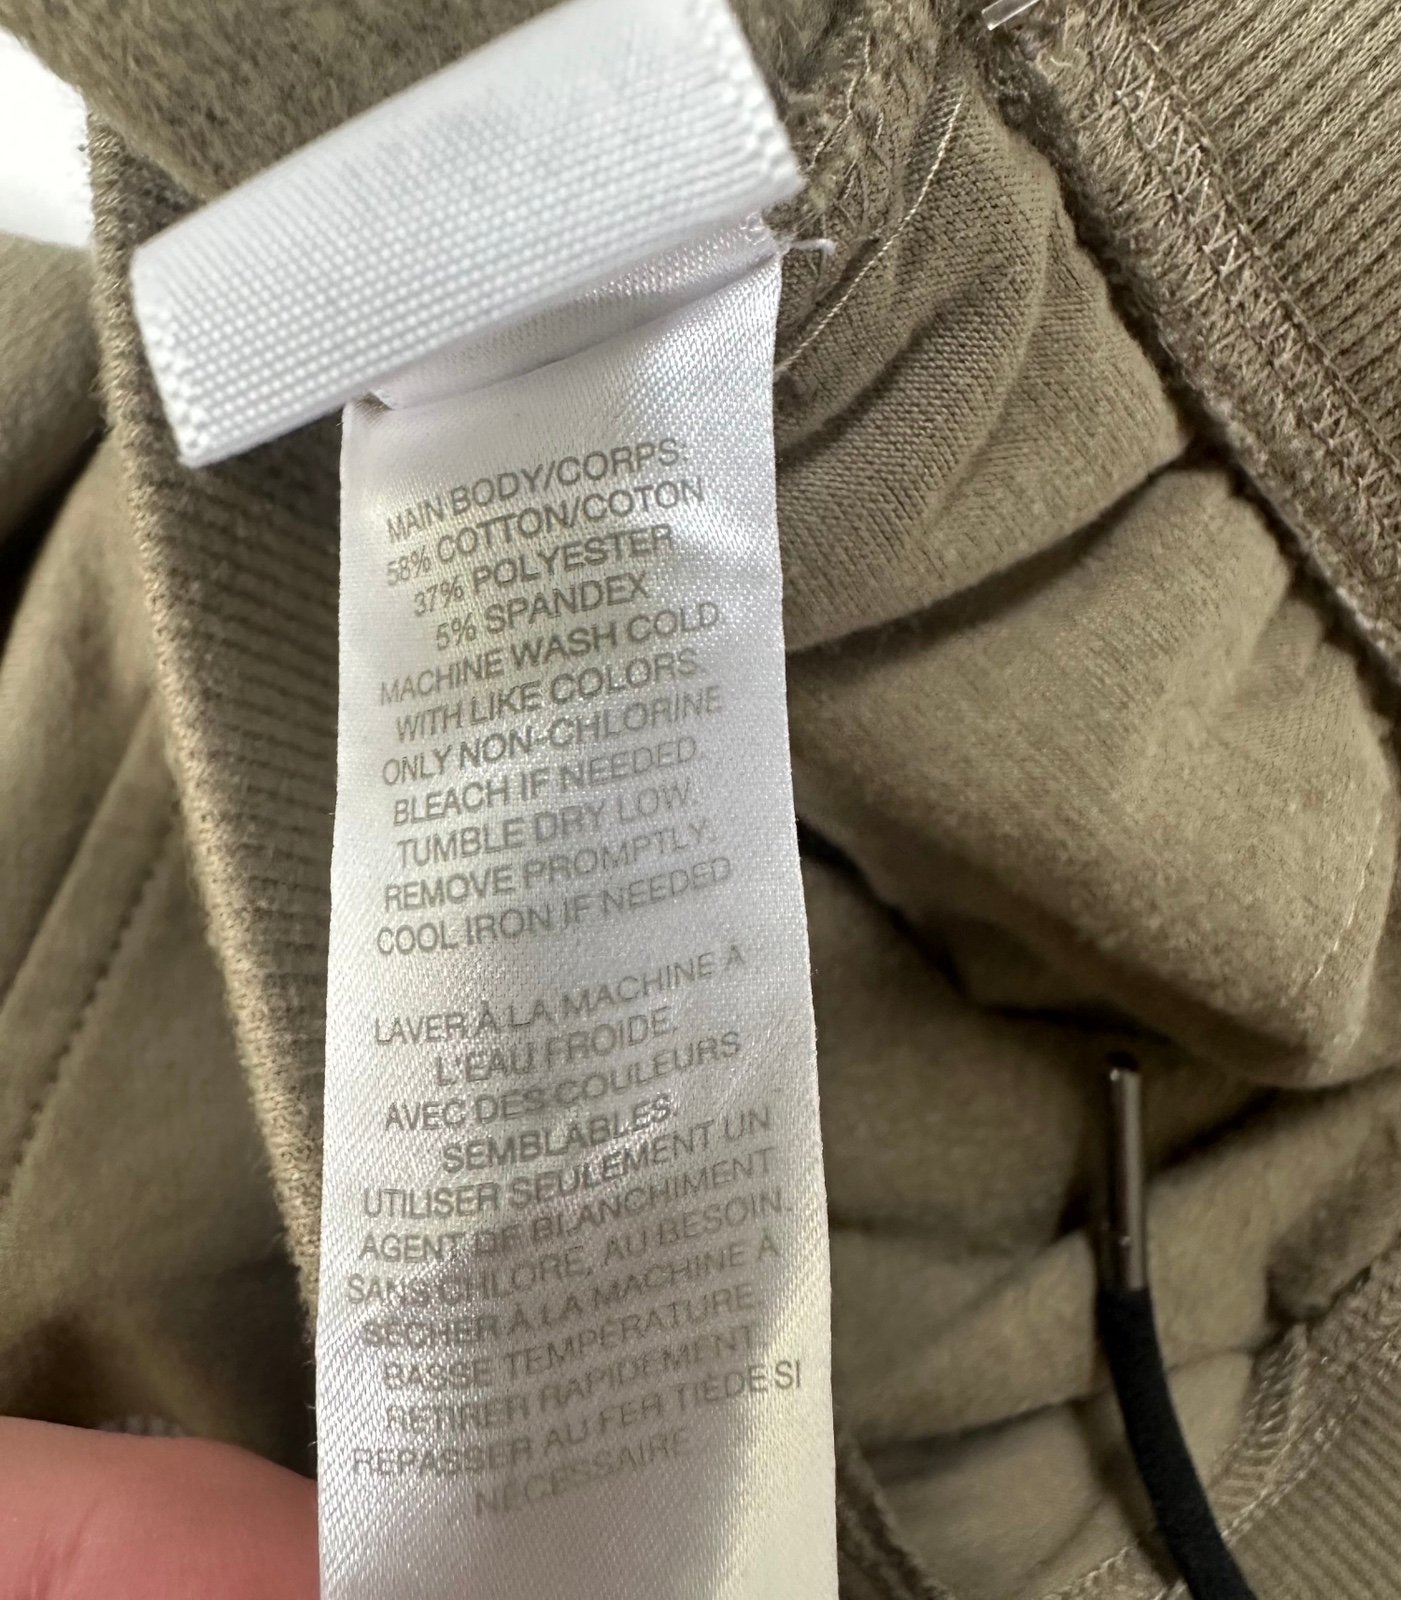 MAIN BODY/CORPS:
58% COTTON/COTON
37% POLYESTER
5% SPANDEX
MACHINE WASH COLD
WITH LIKE COLORS.
ONLY NON-CHLORINE
BLEACH IF NEEDED.
TUMBLE DRY LOW.
REMOVE PROMPTLY.
COOL IRON IF NEEDED
LAVER À LA MACHINE À
L'EAU FROIDE.
AVEC DES COULEURS
SEMBLABLES.
UTILISER SEULEMENT UN
AGENT DE BLANCHIMENT
SANS CHLORE, AU BESOIN.
SÉCHER À LA MACHINE À
BASSE TEMPÉRATURE.
RETIRER RAPIDEMENT
REPASSER AU FER TIÈDE SI
NÉCESSAIRE